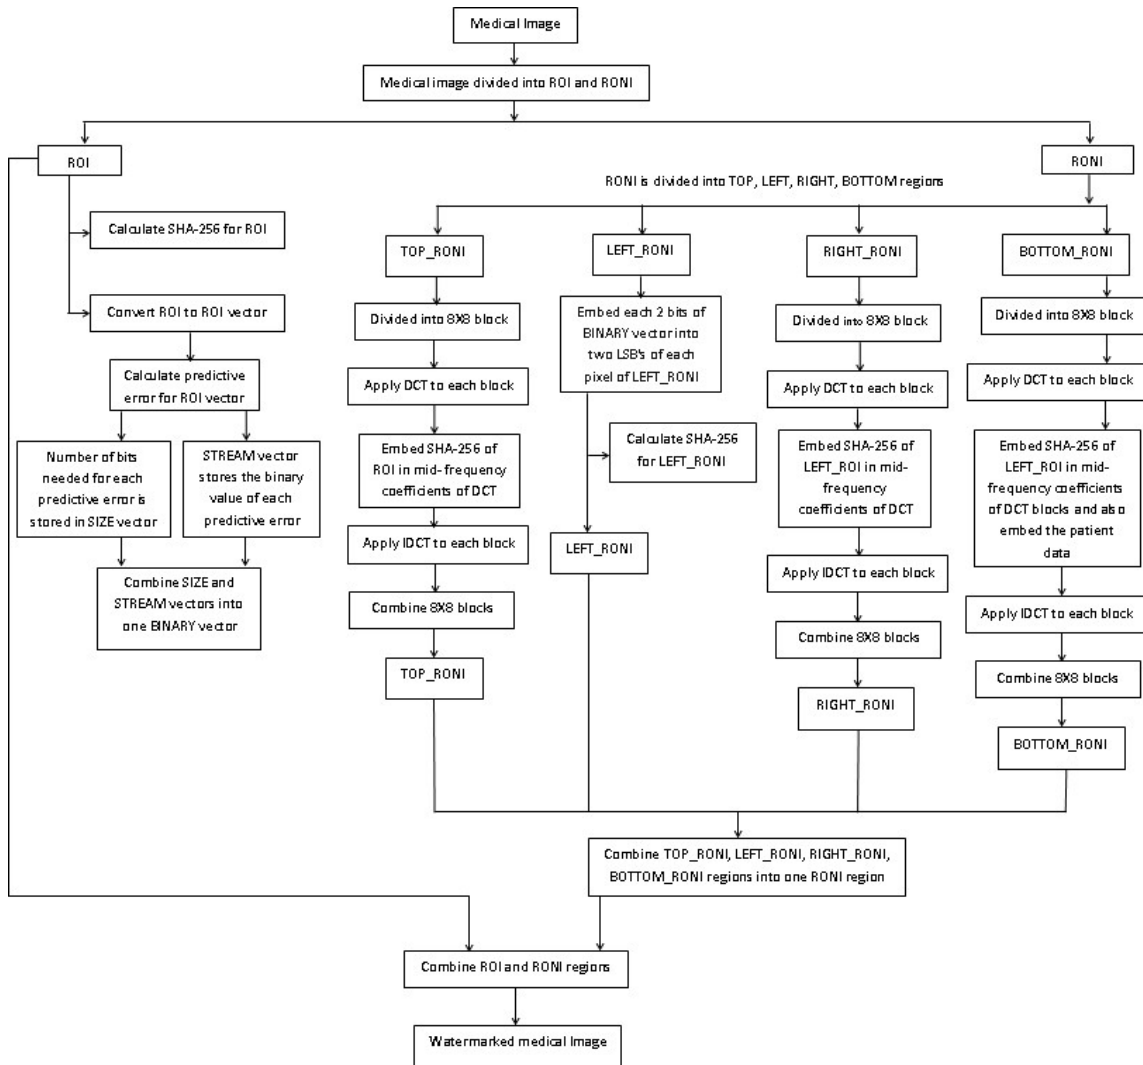 Medical Image
Medical image divided into ROI and RONI
ROI
RONI
RONI is divided into TOP, LEFT, RIGHT, BOTTOM regions
Calculate SHA-256 for ROI
Convert ROI to ROI vector
Calculate predictive
error for ROI vector
Number of bits
needed for each
predictive error is
stored in SIZE vector
STREAM vector
stores the binary
value of each
predictive error
Combine SIZE and
STREAM vectors into
one BINARY vector
TOP_RONI
Divided into 8X8 block
Apply DCT to each block
Embed SHA-256 of
ROI in mid- frequency
coefficients of DCT
Apply IDCT to each block
Combine 8X8 blocks
TOP_RONI
LEFT_RONI
Embed each 2 bits of
BINARY vector into
two LSB's of each
pixel of LEFT_RONI
Calculate SHA-256
for LEFT_RONI
LEFT_RONI
RIGHT_RONI
Divided into 8X8 block
Apply DCT to each block
Embed SHA-256 of
LEFT_ROI in mid-
frequency
coefficients of DCT
Apply IDCT to each block
Combine 8X8 blocks
RIGHT_RONI
BOTTOM_RONI
Divided into 8X8 block
Apply DCT to each block
Embed SHA-256 of
LEFT_ROI in mid-
frequency coefficients
of DCT blocks and also
embed the patient
data
Apply IDCT to each block
Combine 8X8 blocks
BOTTOM_RONI
Combine TOP_RONI, LEFT_RONI, RIGHT_RONI,
BOTTOM_RONI regions into one RONI region
Combine ROI and RONI regions
Watermarked medical Image